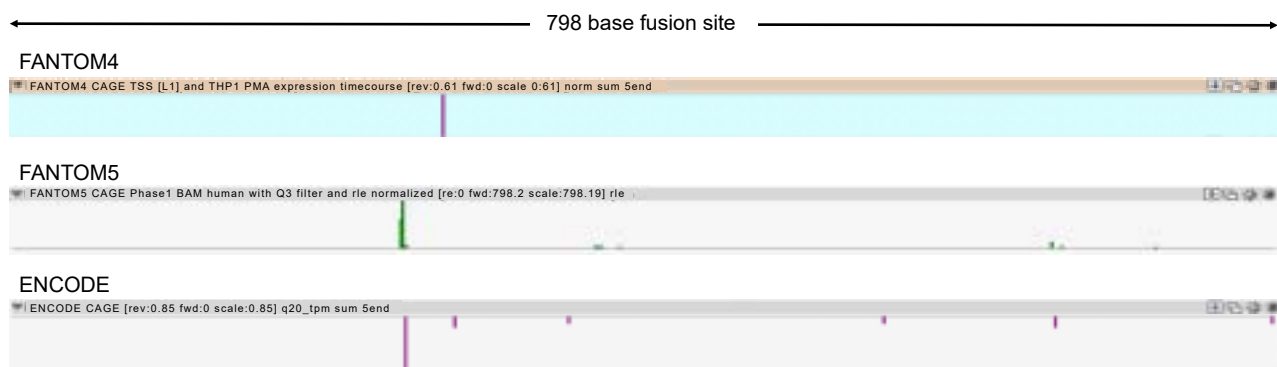 798 base fusion site
FANTOM4
FANTOM4 CAGE TSS [L1] and THP1 PMA expression timecourse [rev:0.61 fwd:0 scale 0:61] norm sum 5end
FANTOM5
FANTOM5 CAGE Phase1 BAM human with Q3 filter and rle normalized [re:0 fwd:798.2 scale:798.19] rle
ENCODE
ENCODE CAGE [rev:0.85 fwd:0 scale:0.85] q20_tpm sum 5end